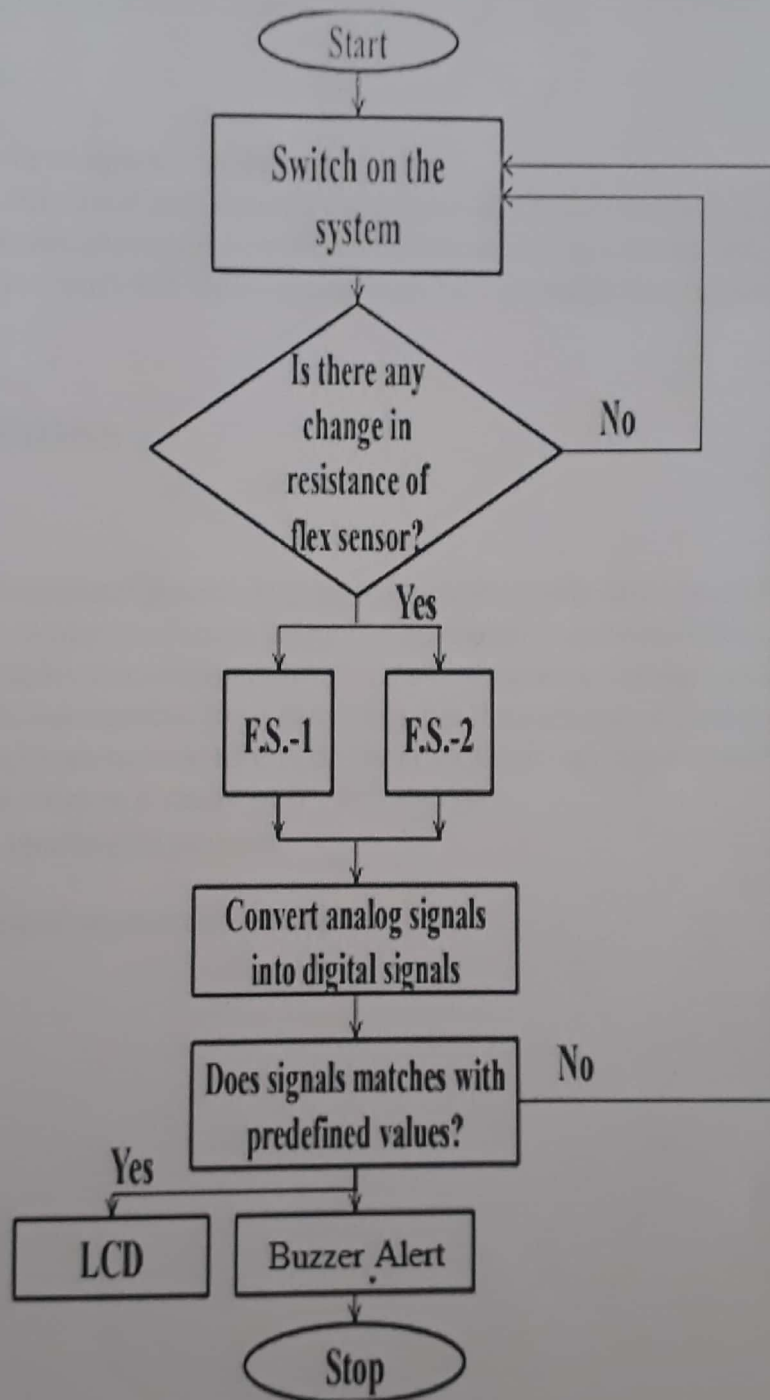 Start
Switch on the
system
Is there any
change in
resistance of
flex sensor?
No
Yes
F.S.-1
F.S.-2
Convert analog signals
into digital signals
Does signals matches with
predefined values?
No
Yes
LCD
Buzzer Alert
Stop